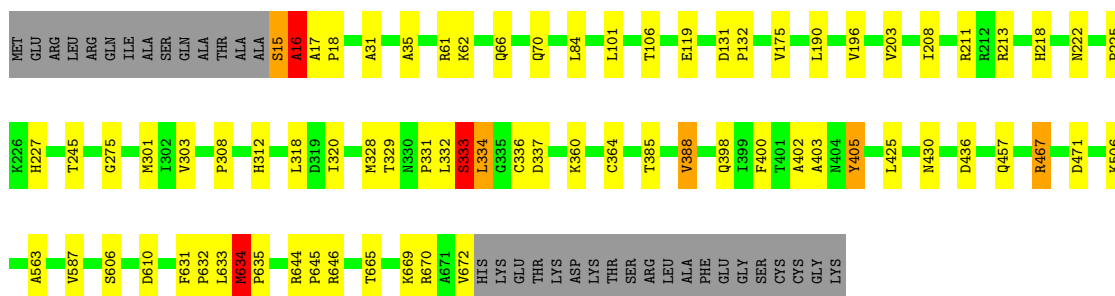 MET GLU ARG LEU ARG GLN ILE ALA SER GLN ALA THR ALA ALA S15 A16 A17 P18 A31 A35 R61 K62 Q66 Q70 L84 L101 T106 E119 D131 P132 V175 L190 V196 V203 I208 R211 R212 R213 H218 N222
K226 H227 T245 G275 M301 I302 V303 P308 H312 L318 D319 I320 M328 T329 N330 P331 L332 S333 L334 G335 C336 D337 K360 C364 T385 V388 Q398 I399 F400 T401 A402 A403 N404 Y405 L425 N430 D436 Q457 R467 D471
A563 V587 S606 D610 F631 P632 L633 M634 P635 R644 P645 R646 T665 K669 R670 A671 V672 HIS LYS GLU THR LYS ASP LYS THR SER ARG LEU ALA PHE GLY SER CYS CYS GLY LYS